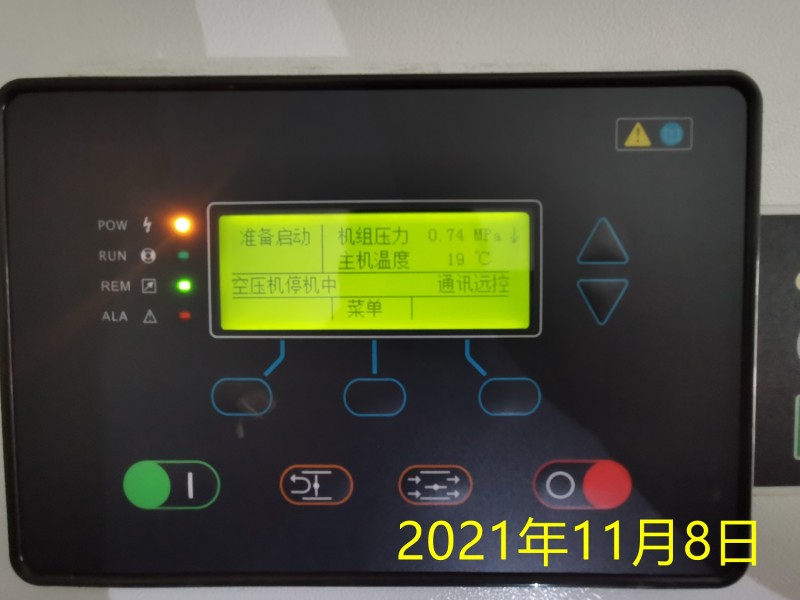 POW
准备启动 机组压力 0.74 MPa↓
RUN
主机温度 19 ℃
REM
空压机停机中 通讯远控
ALA
菜单
2021年11月8日